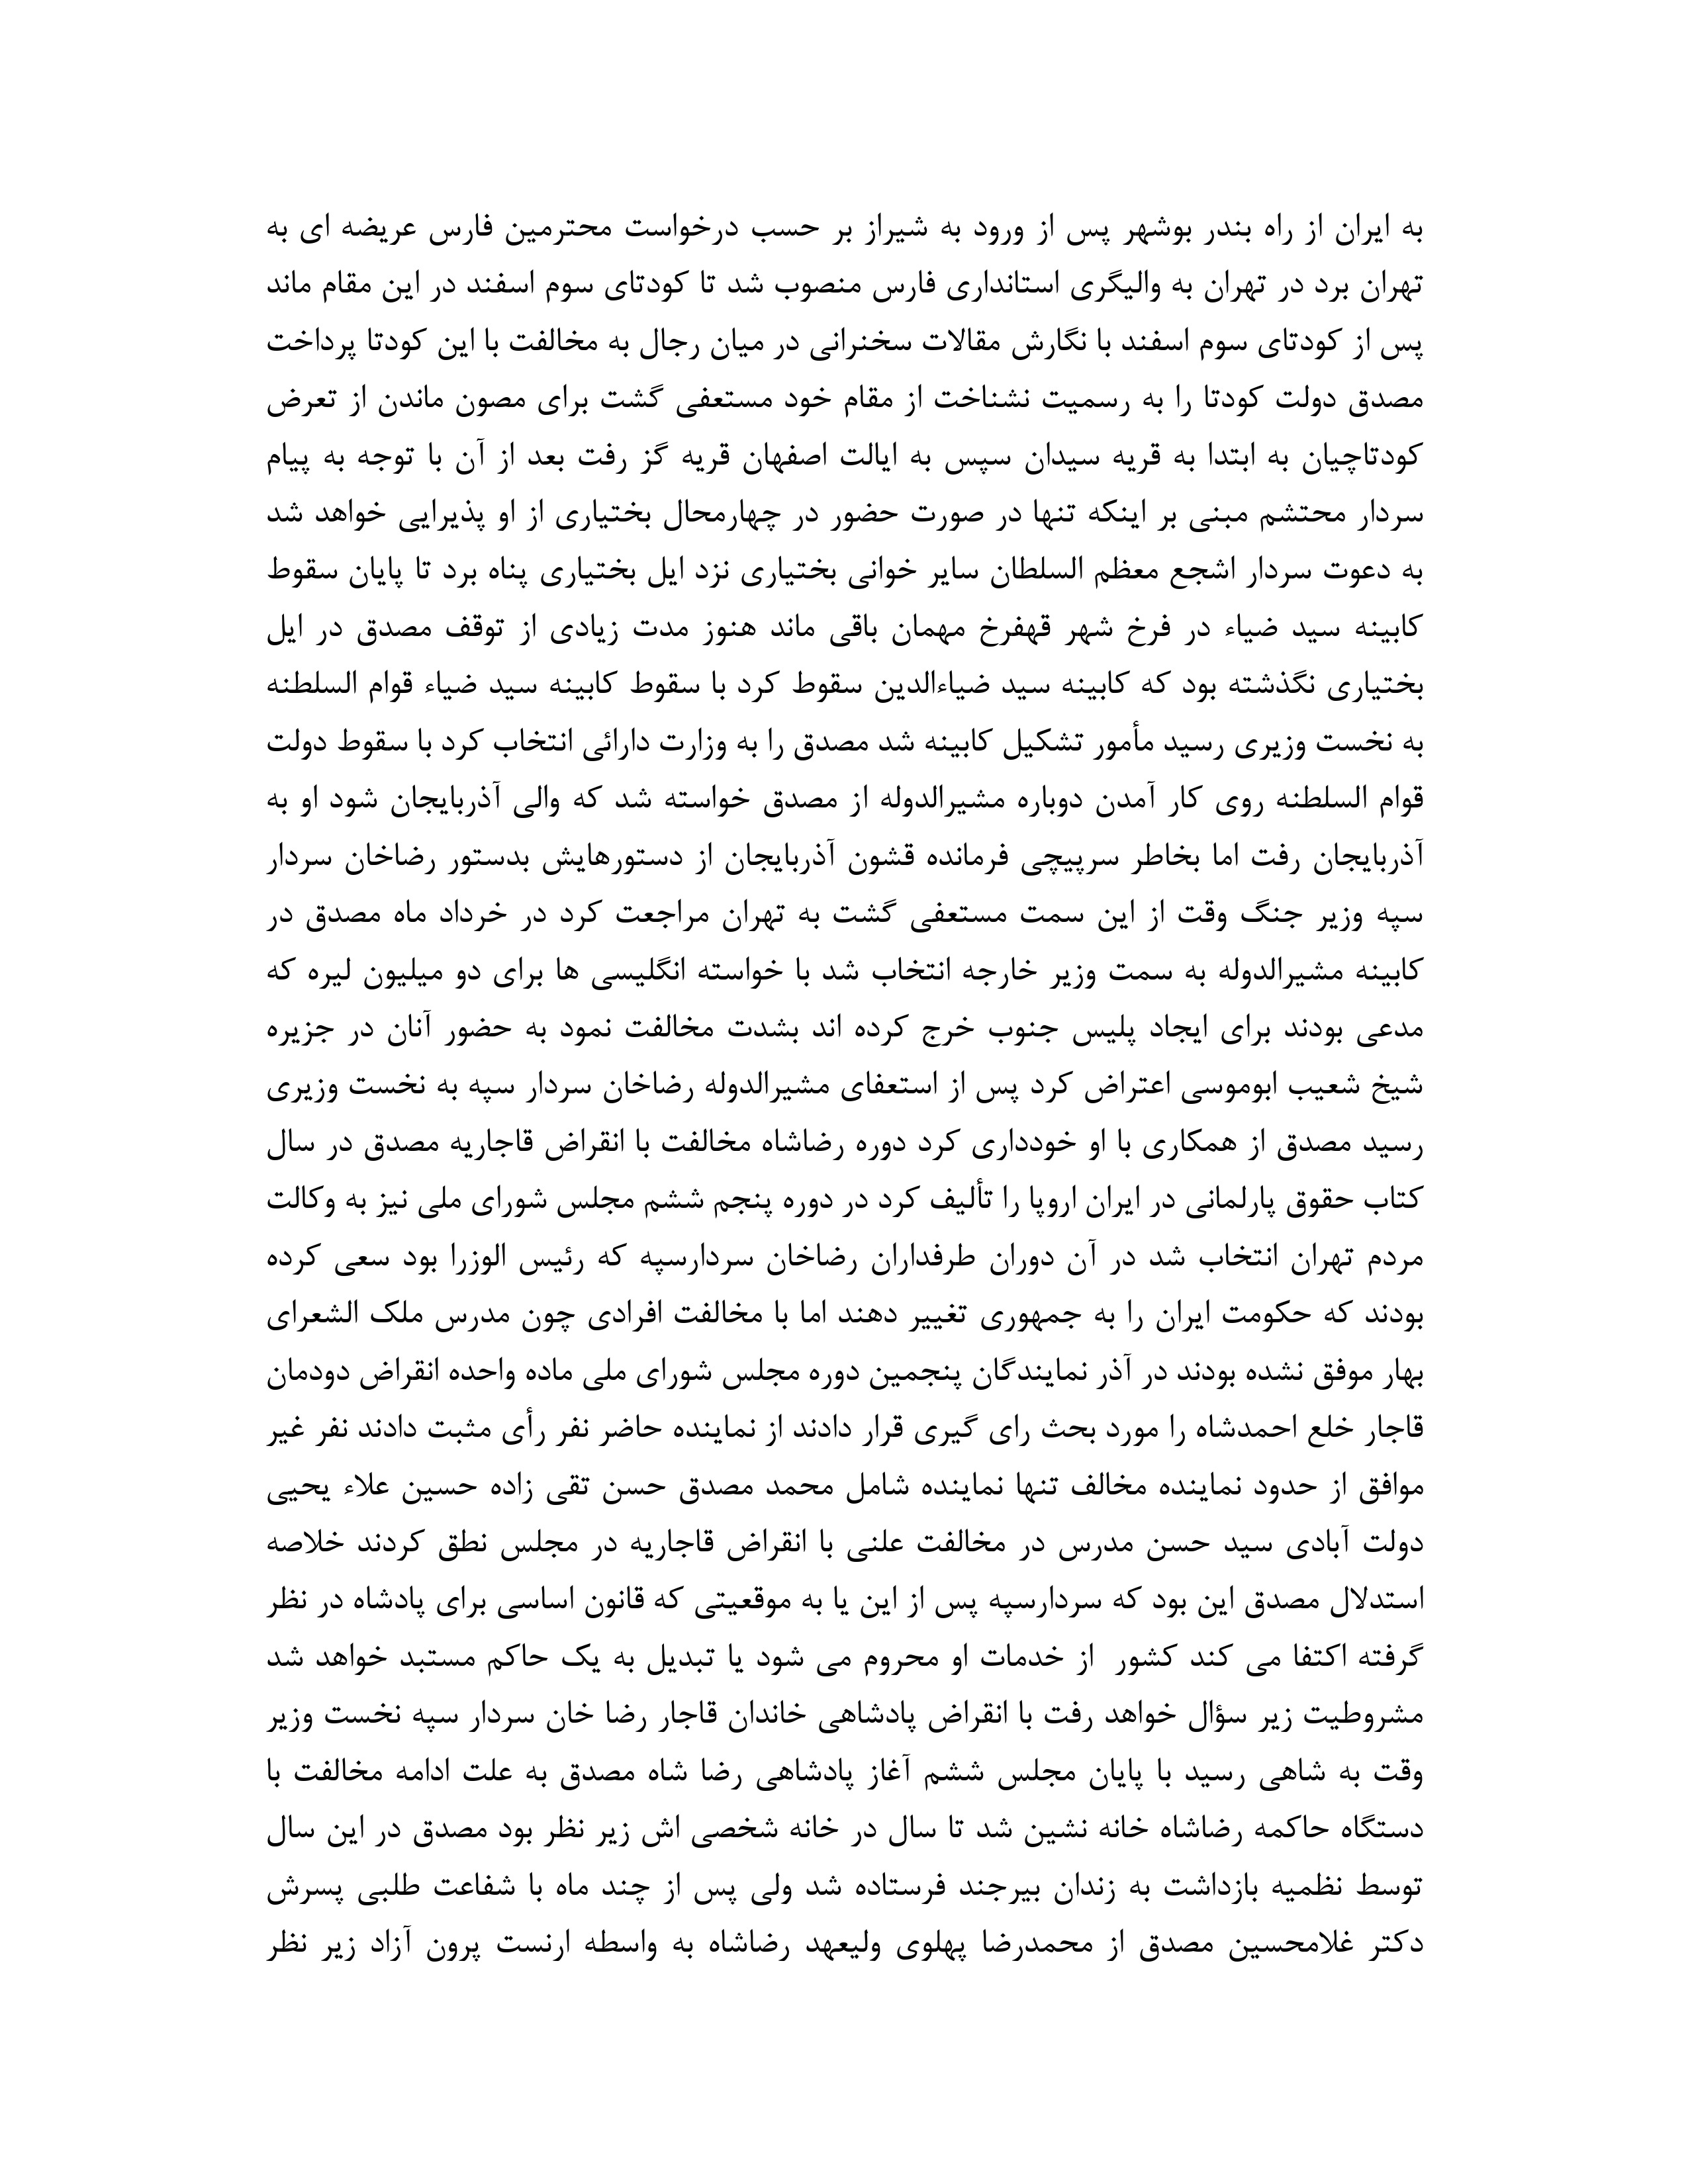 به ایران از راه بندر بوشهر پس از ورود به شیراز بر حسب درخواست محترمین فارس عریضه ای به
تهران برد در تهران به والیگری استانداری فارس منصوب شد تا کودتای سوم اسفند در این مقام ماند
پس از کودتای سوم اسفند با نگارش مقالات سخنرانی در میان رجال به مخالفت با این کودتا پرداخت
مصدق دولت کودتا را به رسمیت نشناخت از مقام خود مستعفی گشت برای مصون ماندن از تعرض
کودتاچیان به ابتدا به قریه سیدان سپس به ایالت اصفهان قریه گز رفت بعد از آن با توجه به پیام
سردار محتشم مبنی بر اینکه تنها در صورت حضور در چهارمحال بختیاری از او پذیرایی خواهد شد
به دعوت سردار اشجع معظم السلطان سایر خوانی بختیاری نزد ایل بختیاری پناه برد تا پایان سقوط
کابینه سید ضیاء در فرخ شهر قهفرخ مهمان باقی ماند هنوز مدت زیادی از توقف مصدق در ایل
بختیاری نگذشته بود که کابینه سید ضیاءالدین سقوط کرد با سقوط کابینه سید ضیاء قوام السلطنه
به نخست وزیری رسید مأمور تشکیل کابینه شد مصدق را به وزارت دارائی انتخاب کرد با سقوط دولت
قوام السلطنه روی کار آمدن دوباره مشیرالدوله از مصدق خواسته شد که والی آذربایجان شود او به
آذربایجان رفت اما بخاطر سرپیچی فرمانده قشون آذربایجان از دستورهایش بدستور رضاخان سردار
سپه وزیر جنگ وقت از این سمت مستعفی گشت به تهران مراجعت کرد در خرداد ماه مصدق در
کابینه مشیرالدوله به سمت وزیر خارجه انتخاب شد با خواسته انگلیسی ها برای دو میلیون لیره که
مدعی بودند برای ایجاد پلیس جنوب خرج کرده اند بشدت مخالفت نمود به حضور آنان در جزیره
شیخ شعیب ابوموسی اعتراض کرد پس از استعفای مشیرالدوله رضاخان سردار سپه به نخست وزیری
رسید مصدق از همکاری با او خودداری کرد دوره رضاشاه مخالفت با انقراض قاجاریه مصدق در سال
کتاب حقوق پارلمانی در ایران اروپا را تألیف کرد در دوره پنجم ششم مجلس شورای ملی نیز به وکالت
مردم تهران انتخاب شد در آن دوران طرفداران رضاخان سردارسپه که رئیس الوزرا بود سعی کرده
بودند که حکومت ایران را به جمهوری تغییر دهند اما با مخالفت افرادی چون مدرس ملک الشعرای
بهار موفق نشده بودند در آذر نمایندگان پنجمین دوره مجلس شورای ملی ماده واحده انقراض دودمان
قاجار خلع احمدشاه را مورد بحث رای گیری قرار دادند از نماینده حاضر نفر رأی مثبت دادند نفر غیر
موافق از حدود نماینده مخالف تنها نماینده شامل محمد مصدق حسن تقی زاده حسین علاء یحیی
دولت آبادی سید حسن مدرس در مخالفت علنی با انقراض قاجاریه در مجلس نطق کردند خلاصه
استدلال مصدق این بود که سردارسپه پس از این یا به موقعیتی که قانون اساسی برای پادشاه در نظر
گرفته اکتفا می کند کشور از خدمات او محروم می شود یا تبدیل به یک حاکم مستبد خواهد شد
مشروطیت زیر سؤال خواهد رفت با انقراض پادشاهی خاندان قاجار رضا خان سردار سپه نخست وزیر
وقت به شاهی رسید با پایان مجلس ششم آغاز پادشاهی رضا شاه مصدق به علت ادامه مخالفت با
دستگاه حاکمه رضاشاه خانه نشین شد تا سال در خانه شخصی اش زیر نظر بود مصدق در این سال
توسط نظمیه بازداشت به زندان بیرجند فرستاده شد ولی پس از چند ماه با شفاعت طلبی پسرش
دکتر غلامحسین مصدق از محمدرضا پهلوی ولیعهد رضاشاه به واسطه ارنست پرون آزاد زیر نظر